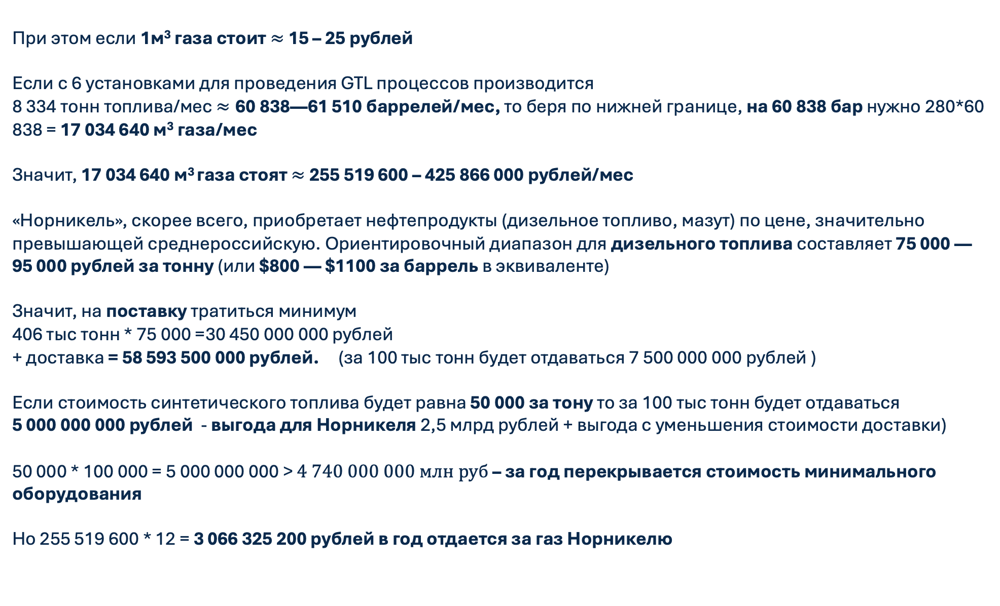 При этом если 1м³ газа стоит ≈ 15 – 25 рублей
Если с 6 установками для проведения GTL процессов производится
8 334 тонн топлива/мес ≈ 60 838—61 510 баррелей/мес, то беря по нижней границе, на 60 838 бар нужно 280*60
838 = 17 034 640 м³ газа/мес
Значит, 17 034 640 м³ газа стоят ≈ 255 519 600 – 425 866 000 рублей/мес
«Норникель», скорее всего, приобретает нефтепродукты (дизельное топливо, мазут) по цене, значительно
превышающей среднероссийскую. Ориентировочный диапазон для дизельного топлива составляет 75 000 —
95 000 рублей за тонну (или $800 — $1100 за баррель в эквиваленте)
Значит, на поставку тратиться минимум
406 тыс тонн * 75 000 =30 450 000 000 рублей
+ доставка = 58 593 500 000 рублей. (за 100 тыс тонн будет отдаваться 7 500 000 000 рублей )
Если стоимость синтетического топлива будет равна 50 000 за тону то за 100 тыс тонн будет отдаваться
5 000 000 000 рублей - выгода для Норникеля 2,5 млрд рублей + выгода с уменьшения стоимости доставки)
50 000 * 100 000 = 5 000 000 000 > 4 740 000 000 млн руб – за год перекрывается стоимость минимального
оборудования
Но 255 519 600 * 12 = 3 066 325 200 рублей в год отдается за газ Норникелю